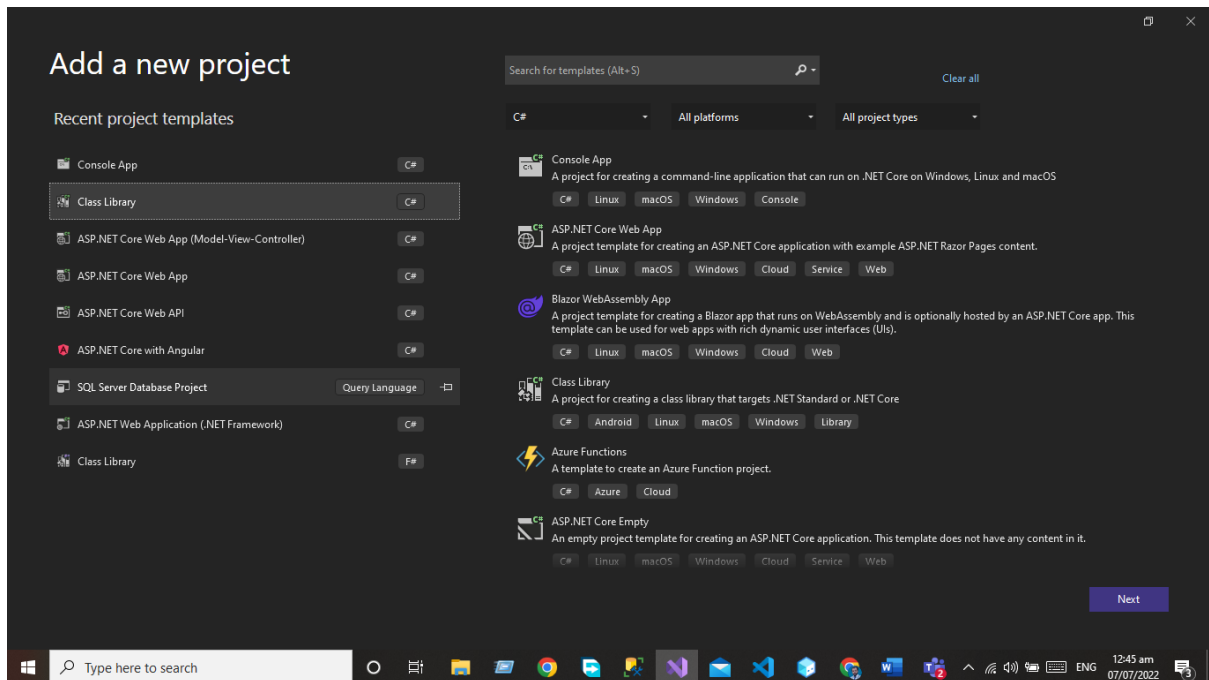 Add a new project
Search for templates (Alt+S)
Clear all
Recent project templates
C#
All platforms
All project types
Console App
C#
Class Library
C#
ASP.NET Core Web App (Model-View-Controller)
C#
ASP.NET Core Web App
C#
ASP.NET Core Web API
C#
ASP.NET Core with Angular
C#
SQL Server Database Project
Query Language
ASP.NET Web Application (.NET Framework)
C#
Class Library
F#
Console App
A project for creating a command-line application that can run on .NET Core on Windows, Linux and macOS
C# Linux macOS Windows Console
ASP.NET Core Web App
A project template for creating an ASP.NET Core application with example ASP.NET Razor Pages content.
C# Linux macOS Windows Cloud Service Web
Blazor WebAssembly App
A project template for creating a Blazor app that runs on WebAssembly and is optionally hosted by an ASP.NET Core app. This
template can be used for web apps with rich dynamic user interfaces (UIs).
C# Linux macOS Windows Cloud Web
Class Library
A project for creating a class library that targets .NET Standard or .NET Core
C# Android Linux macOS Windows Library
Azure Functions
A template to create an Azure Function project.
C# Azure Cloud
ASP.NET Core Empty
An empty project template for creating an ASP.NET Core application. This template does not have any content in it.
C# Linux macOS Windows Cloud Service Web
Next
Type here to search
ENG
12:45 am
07/07/2022
2
3